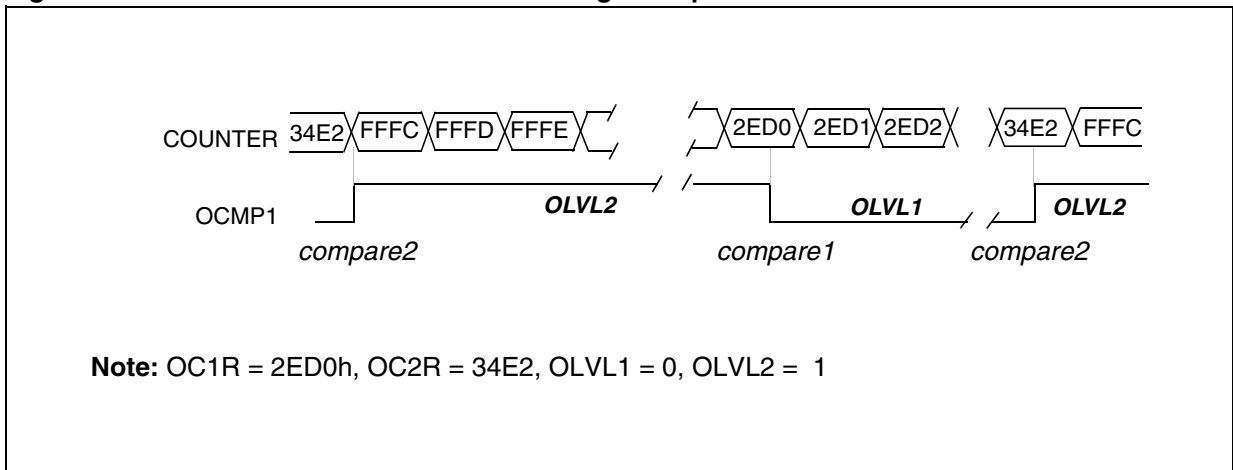 COUNTER 34E2 FFFC FFFD FFFE 2ED0 2ED1 2ED2 34E2 FFFC
OCMP1 OLVL2 OLVL1 OLVL2
compare2 compare1 compare2
Note: OC1R = 2ED0h, OC2R = 34E2, OLVL1 = 0, OLVL2 = 1